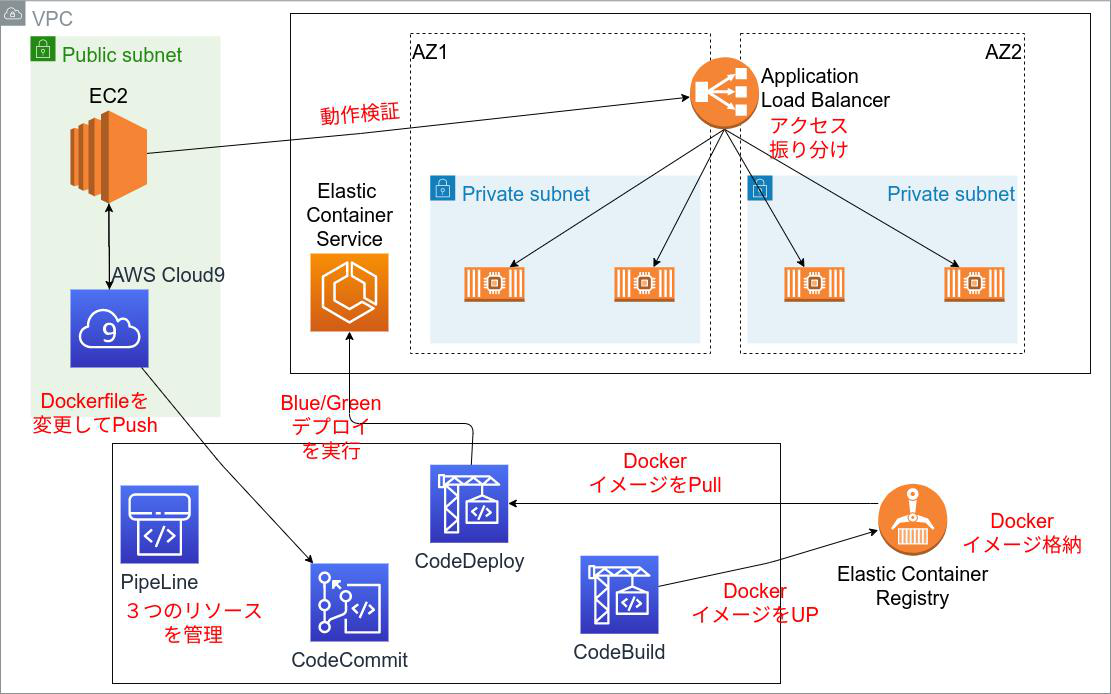 VPC
Public subnet
EC2
AWS Cloud9
9
Dockerfileを
変更してPush
動作検証
AZ1
AZ2
Application
Load Balancer
アクセス
振り分け
Elastic
Container
Service
Private subnet
Private subnet
Blue/Green
デプロイ
を実行
PipeLine
３つのリソース
を管理
CodeCommit
CodeDeploy
CodeBuild
Docker
イメージをPull
Docker
イメージをUP
Docker
イメージ格納
Elastic Container
Registry